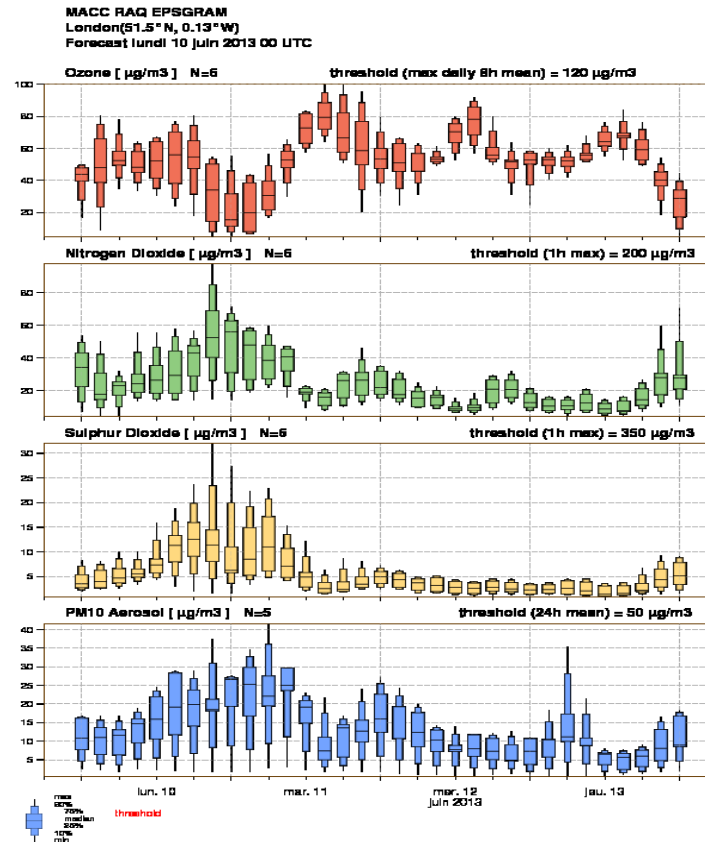 MACC RAQ EPSGRAM
London(51.5°N, 0.13°W)
Forecast lundi 10 juin 2013 00 UTC
Ozone [ µg/m3 ] N=6 threshold (max daily 8h mean) = 120 µg/m3
100
80
60
40
20
Nitrogen Dioxide [ µg/m3 ] N=6 threshold (1h max) = 200 µg/m3
80
60
40
20
Sulphur Dioxide [ µg/m3 ] N=6 threshold (1h max) = 350 µg/m3
30
25
20
15
10
5
PM10 Aerosol [ µg/m3 ] N=5 threshold (24h mean) = 50 µg/m3
40
35
30
25
20
15
10
5
lun. 10 mar. 11 mer. 12 jeu. 13
juin 2013
max
90%
75%
median
25%
10%
min
threshold